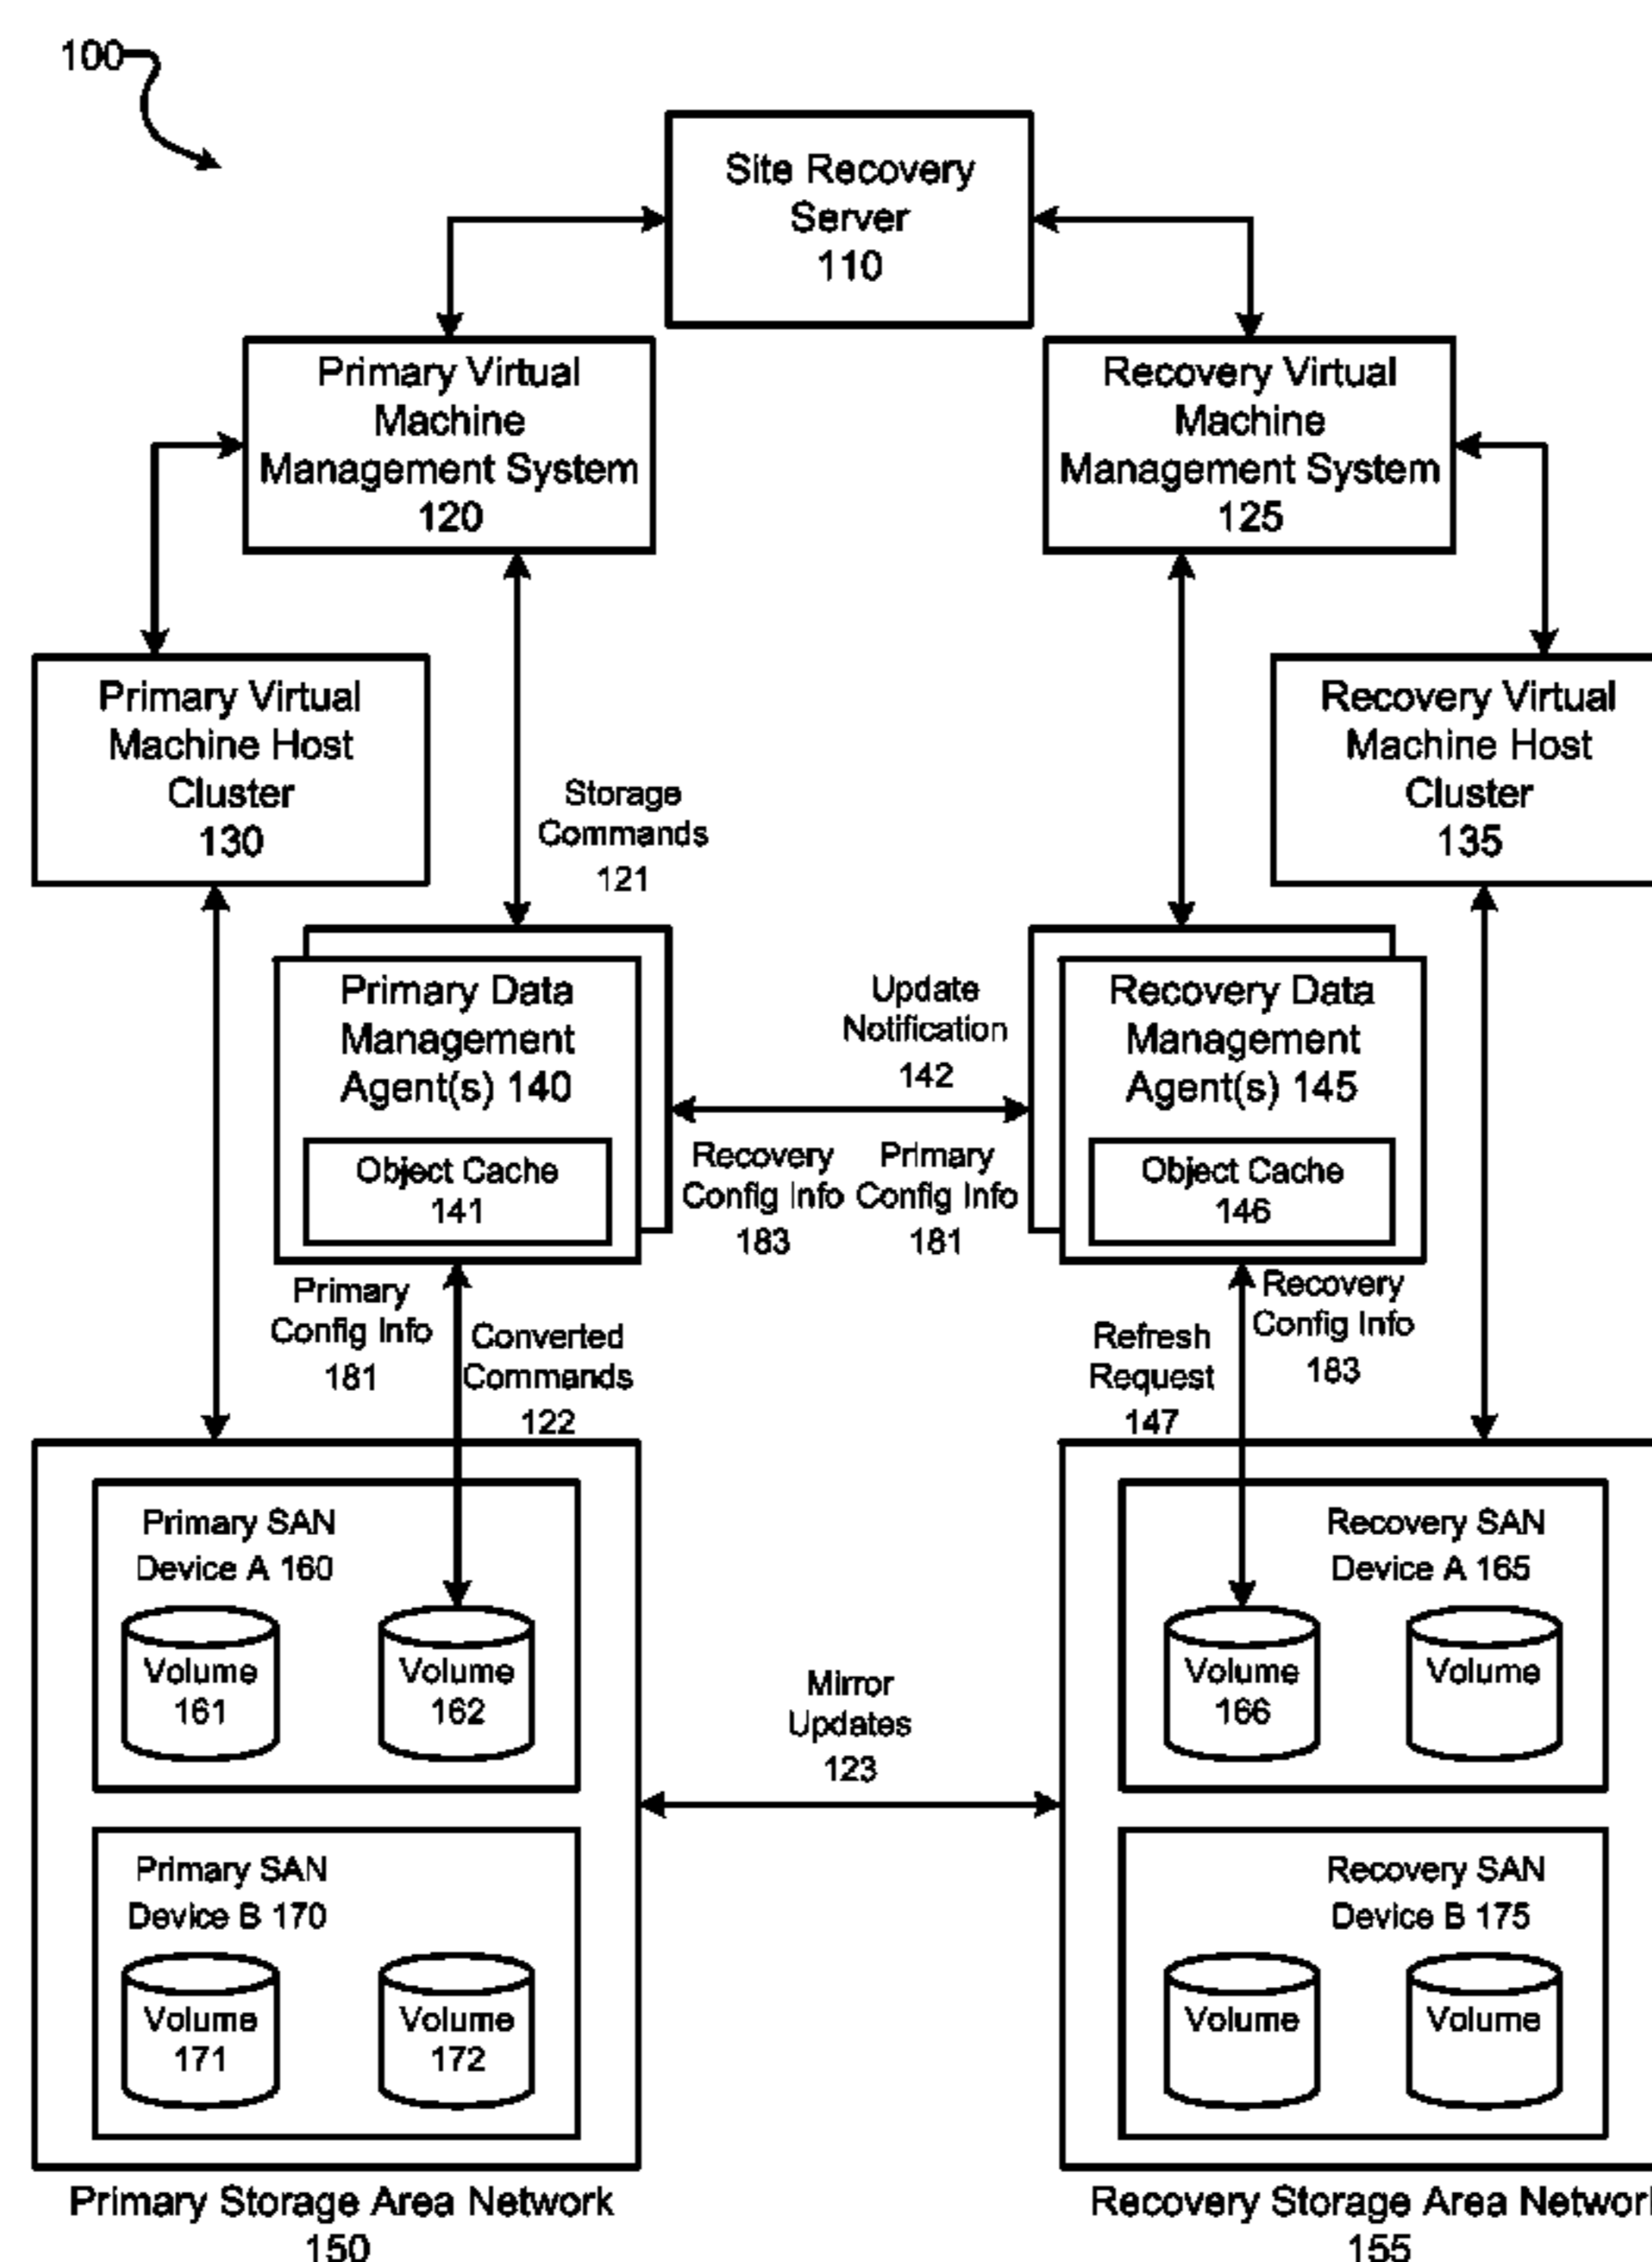 100
Site Recovery
Server
110
Primary Virtual
Machine
Management System
120
Recovery Virtual
Machine
Management System
125
Primary Virtual
Machine Host
Cluster
130
Recovery Virtual
Machine Host
Cluster
135
Storage
Commands
121
Primary Data
Management
Agent(s) 140
Object Cache
141
Update
Notification
142
Recovery
Config Info
183
Primary
Config Info
181
Recovery Data
Management
Agent(s) 145
Object Cache
146
Primary
Config Info
181
Converted
Commands
122
Refresh
Request
147
Recovery
Config Info
183
Primary SAN
Device A 160
Volume
161
Volume
162
Primary SAN
Device B 170
Volume
171
Volume
172
Primary Storage Area Network
150
Mirror
Updates
123
Recovery SAN
Device A 165
Volume
166
Volume
Recovery SAN
Device B 175
Volume
Volume
Recovery Storage Area Network
155